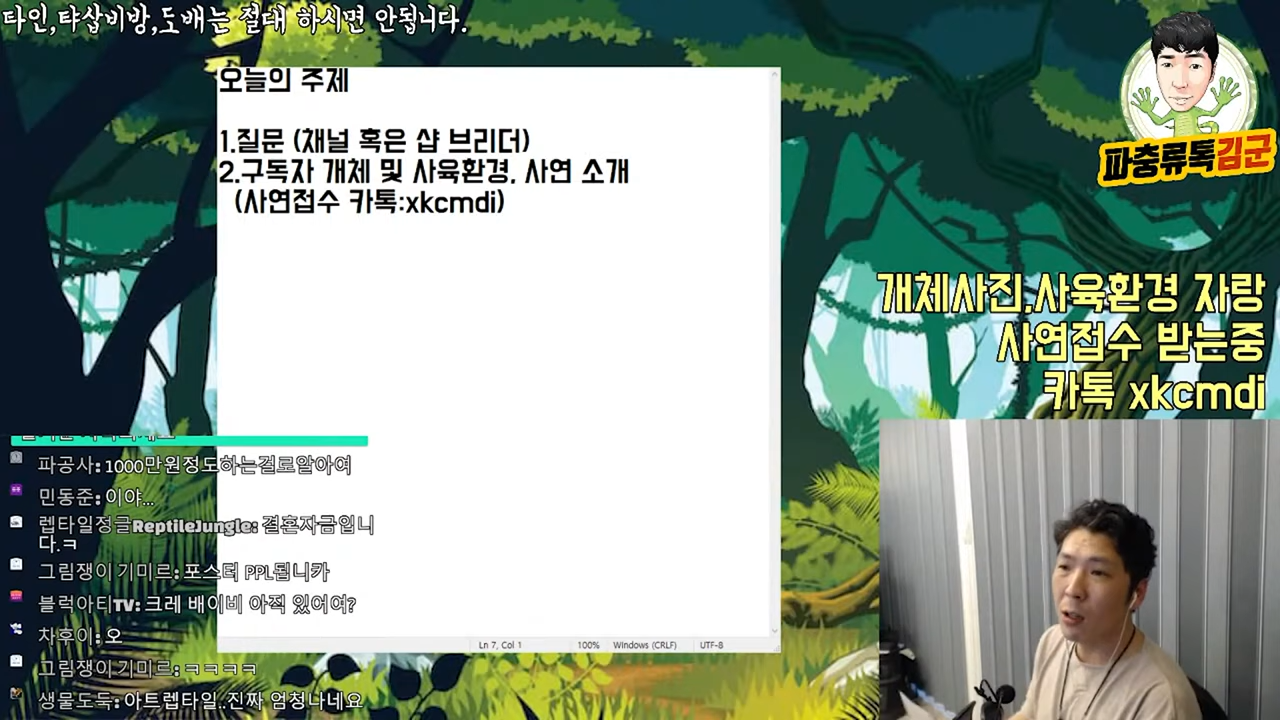 타인,타샵비방,도배는 절대 하시면 안됩니다.
오늘의 주제
1.질문 (채널 혹은 샵 브리더)
2.구독자 개체 및 사육환경, 사연 소개
(사연접수 카톡:xkcmdi)
파충류톡김군
개체사진,사육환경 자랑
사연접수 받는중
카톡 xkcmdi
파공사: 1000만원정도하는걸로알아여
민동준: 이야...
렙타일정글ReptileJungle: 결혼자금입니
다.ㅋ
그림쟁이기미르: 포스터 PPL됩니카
블럭아티TV: 크레 배이비 아직 있어여?
차후이: 오
그림쟁이기미르: ㅋㅋㅋㅋ
생물도둑: 아트렙타일..진짜 엄청나네요
Ln 7, Col 1 100% Windows (CRLF) UTF-8